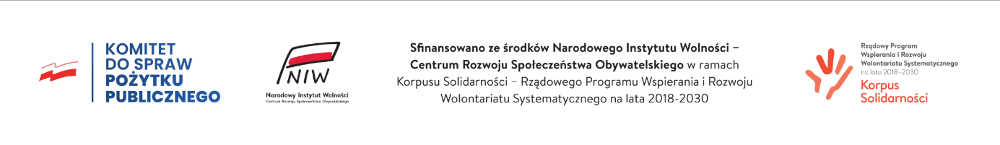 KOMITET
DO SPRAW
POŻYTKU
PUBLICZNEGO
NIW
Narodowy Instytut Wolności
Centrum Rozwoju Społeczeństwa Obywatelskiego
Sfinansowano ze środków Narodowego Instytutu Wolności –
Centrum Rozwoju Społeczeństwa Obywatelskiego w ramach
Korpusu Solidarności – Rządowego Programu Wspierania i Rozwoju
Wolontariatu Systematycznego na lata 2018-2030
Rządowy Program
Wspierania i Rozwoju
Wolontariatu Systematycznego
na lata 2018 -2030
Korpus
Solidarności